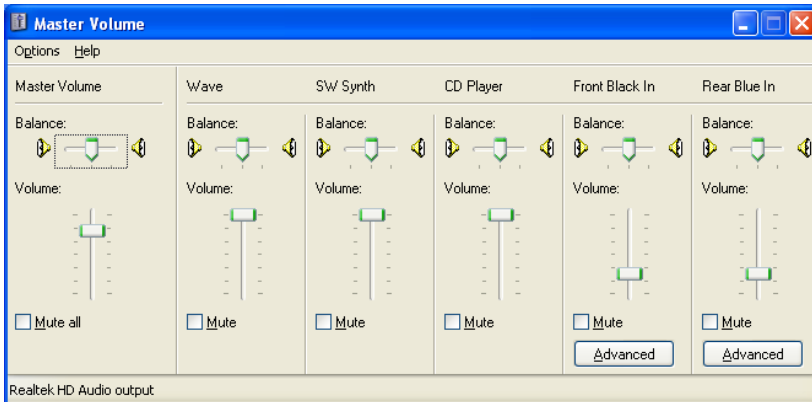 Master Volume
Options Help
Master Volume Wave SW Synth CD Player Front Black In Rear Blue In
Balance: Balance: Balance: Balance: Balance: Balance:
Volume: Volume: Volume: Volume: Volume: Volume:
Mute all Mute Mute Mute Mute Mute
Advanced Advanced
Realtek HD Audio output